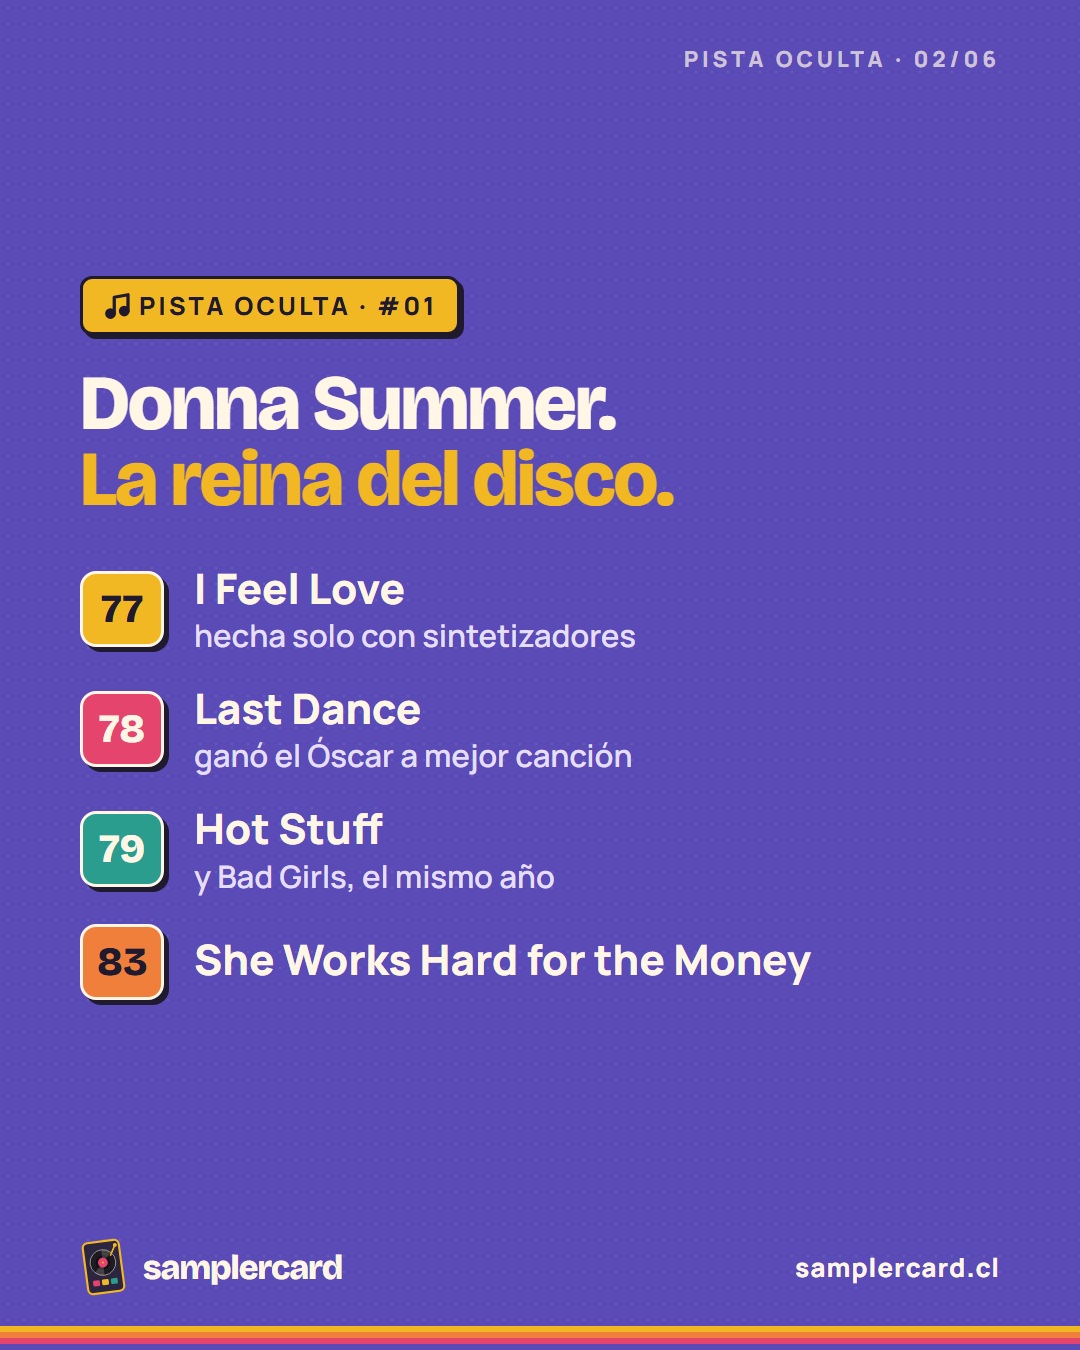 PISTA OCULTA · 02/06
PISTA OCULTA · #01
Donna Summer.
La reina del disco.
77
I Feel Love
hecha solo con sintetizadores
78
Last Dance
ganó el Óscar a mejor canción
79
Hot Stuff
y Bad Girls, el mismo año
83
She Works Hard for the Money
samplercard
samplercard.cl